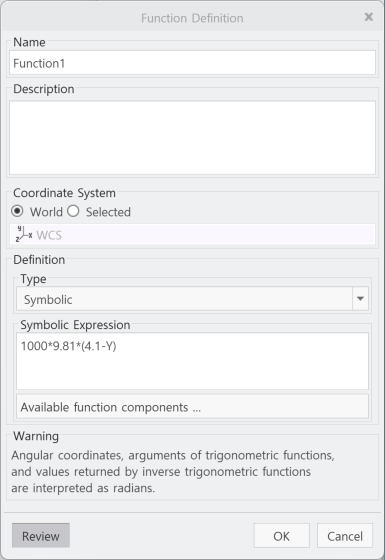 Function Definition
x
Name
Function1
Description
Coordinate System
World Selected
y
x
z
WCS
Definition
Type
Symbolic
Symbolic Expression
1000*9.81*(4.1-Y)
Available function components ...
Warning
Angular coordinates, arguments of trigonometric functions,
and values returned by inverse trigonometric functions
are interpreted as radians.
Review OK Cancel